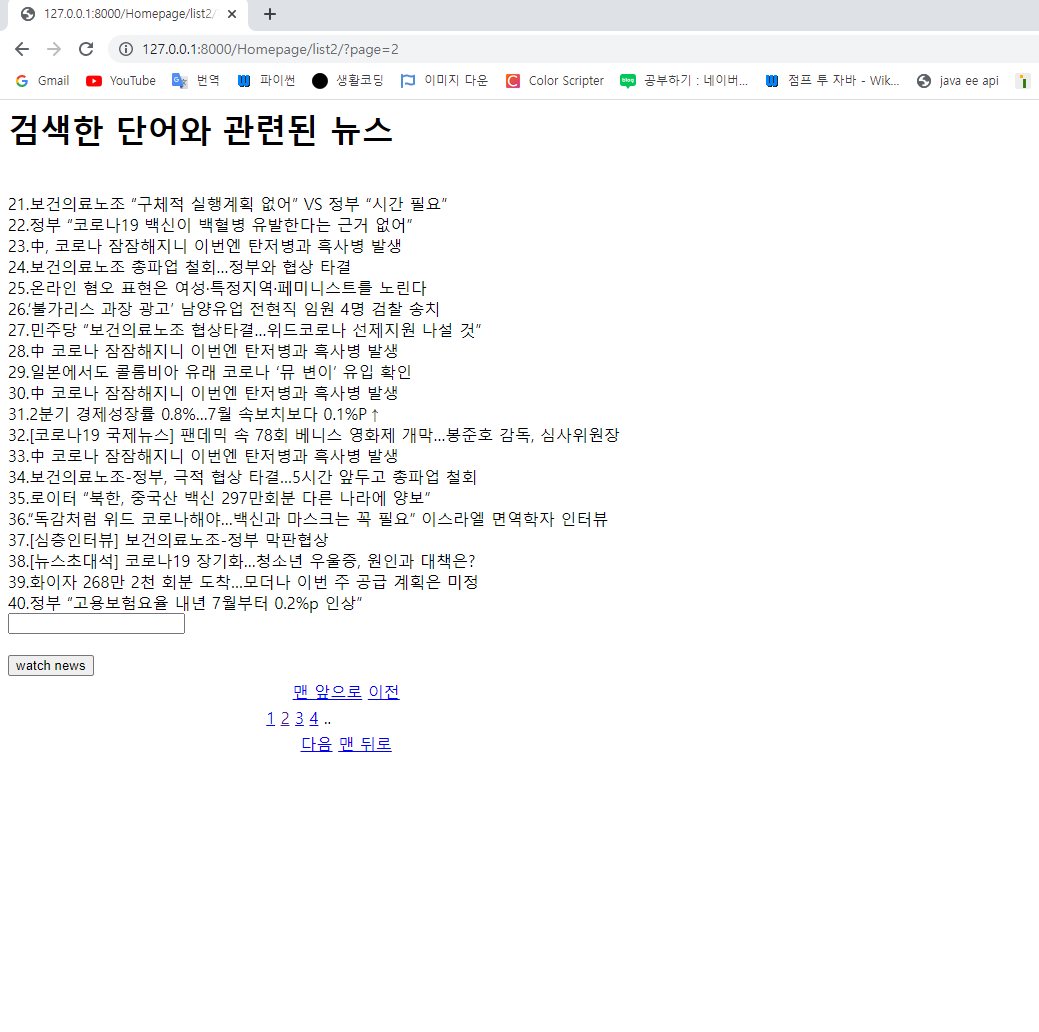 127.0.0.1:8000/Homepage/list2/
127.0.0.1:8000/Homepage/list2/?page=2
Gmail YouTube 번역 파이썬 생활코딩 이미지 다운 Color Scripter 공부하기 : 네이버... 점프 투 자바 - Wik... java ee api
검색한 단어와 관련된 뉴스
21.보건의료노조 “구체적 실행계획 없어” VS 정부 “시간 필요”
22.정부 “코로나19 백신이 백혈병 유발한다는 근거 없어”
23.中, 코로나 잠잠해지니 이번엔 탄저병과 흑사병 발생
24.보건의료노조 총파업 철회…정부와 협상 타결
25.온라인 혐오 표현은 여성·특정지역·페미니스트를 노린다
26.‘불가리스 과장 광고’ 남양유업 전현직 임원 4명 검찰 송치
27.민주당 “보건의료노조 협상타결…위드코로나 선제지원 나설 것”
28.中 코로나 잠잠해지니 이번엔 탄저병과 흑사병 발생
29.일본에서도 콜롬비아 유래 코로나 ‘뮤 변이’ 유입 확인
30.中 코로나 잠잠해지니 이번엔 탄저병과 흑사병 발생
31.2분기 경제성장률 0.8%…7월 속보치보다 0.1%P↑
32.[코로나19 국제뉴스] 팬데믹 속 78회 베니스 영화제 개막…봉준호 감독, 심사위원장
33.中 코로나 잠잠해지니 이번엔 탄저병과 흑사병 발생
34.보건의료노조-정부, 극적 협상 타결…5시간 앞두고 총파업 철회
35.로이터 “북한, 중국산 백신 297만회분 다른 나라에 양보”
36.“독감처럼 위드 코로나해야…백신과 마스크는 꼭 필요” 이스라엘 면역학자 인터뷰
37.[심층인터뷰] 보건의료노조-정부 막판협상
38.[뉴스초대석] 코로나19 장기화…청소년 우울증, 원인과 대책은?
39.화이자 268만 2천 회분 도착…모더나 이번 주 공급 계획은 미정
40.정부 “고용보험요율 내년 7월부터 0.2%p 인상”
watch news
맨 앞으로 이전
1 2 3 4 ..
다음 맨 뒤로